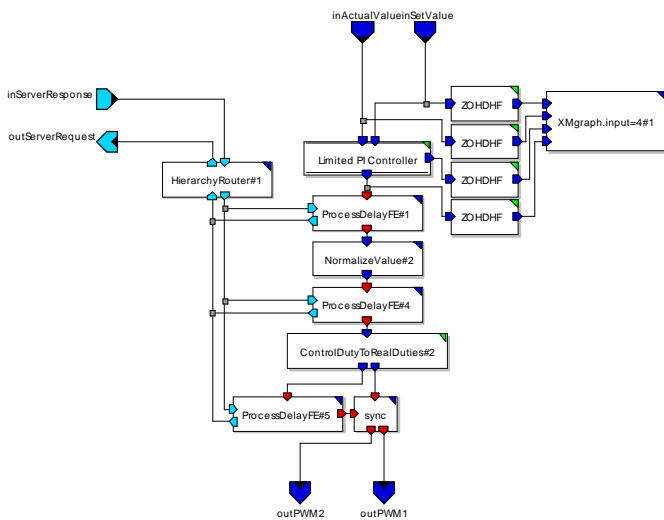 inActualValue inSetValue
inServerResponse
ZOHDHF
XMgraph.input=4#1
outServerRequest
ZOHDHF
Limited PI Controller
ZOHDHF
HierarchyRouter#1
ProcessDelayFE#1
ZOHDHF
NormalizeValue#2
ProcessDelayFE#4
ControlDutyToRealDuties#2
ProcessDelayFE#5
sync
outPWM2
outPWM1